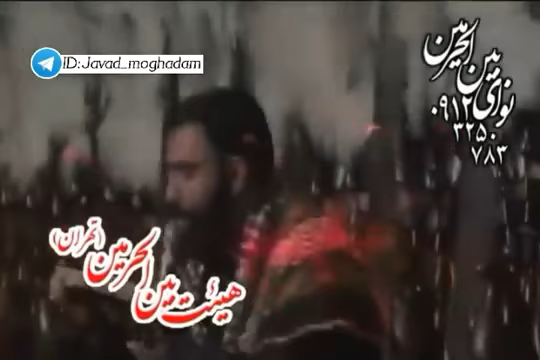 ID: Javad_moghadam
نوای بین الحرمین
۰۹۱۲
۳۲۵۰
۷۸۳
هیئت بین الحرمین (تهران)